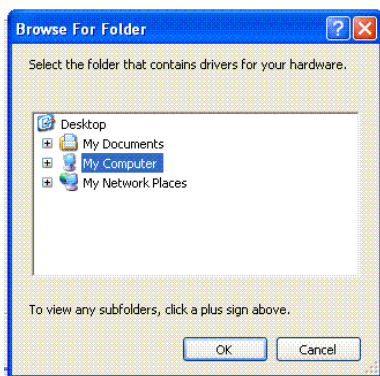 Browse For Folder
Select the folder that contains drivers for your hardware.
Desktop
My Documents
My Computer
My Network Places
To view any subfolders, click a plus sign above.
OK Cancel